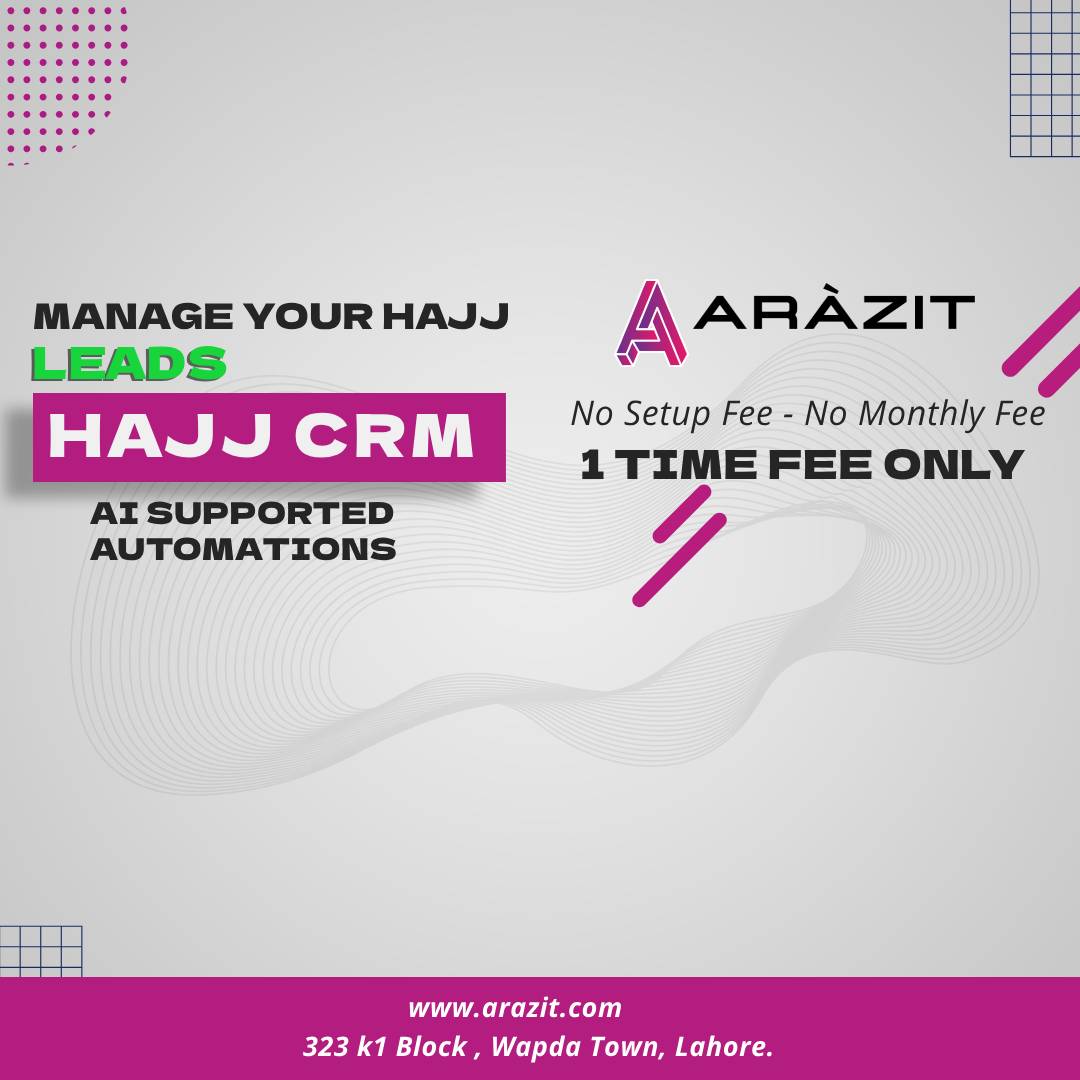 MANAGE YOUR HAJJ
LEADS
HAJJ CRM
AI SUPPORTED
AUTOMATIONS
ARÀZIT
No Setup Fee - No Monthly Fee
1 TIME FEE ONLY
www.arazit.com
323 k1 Block , Wapda Town, Lahore.